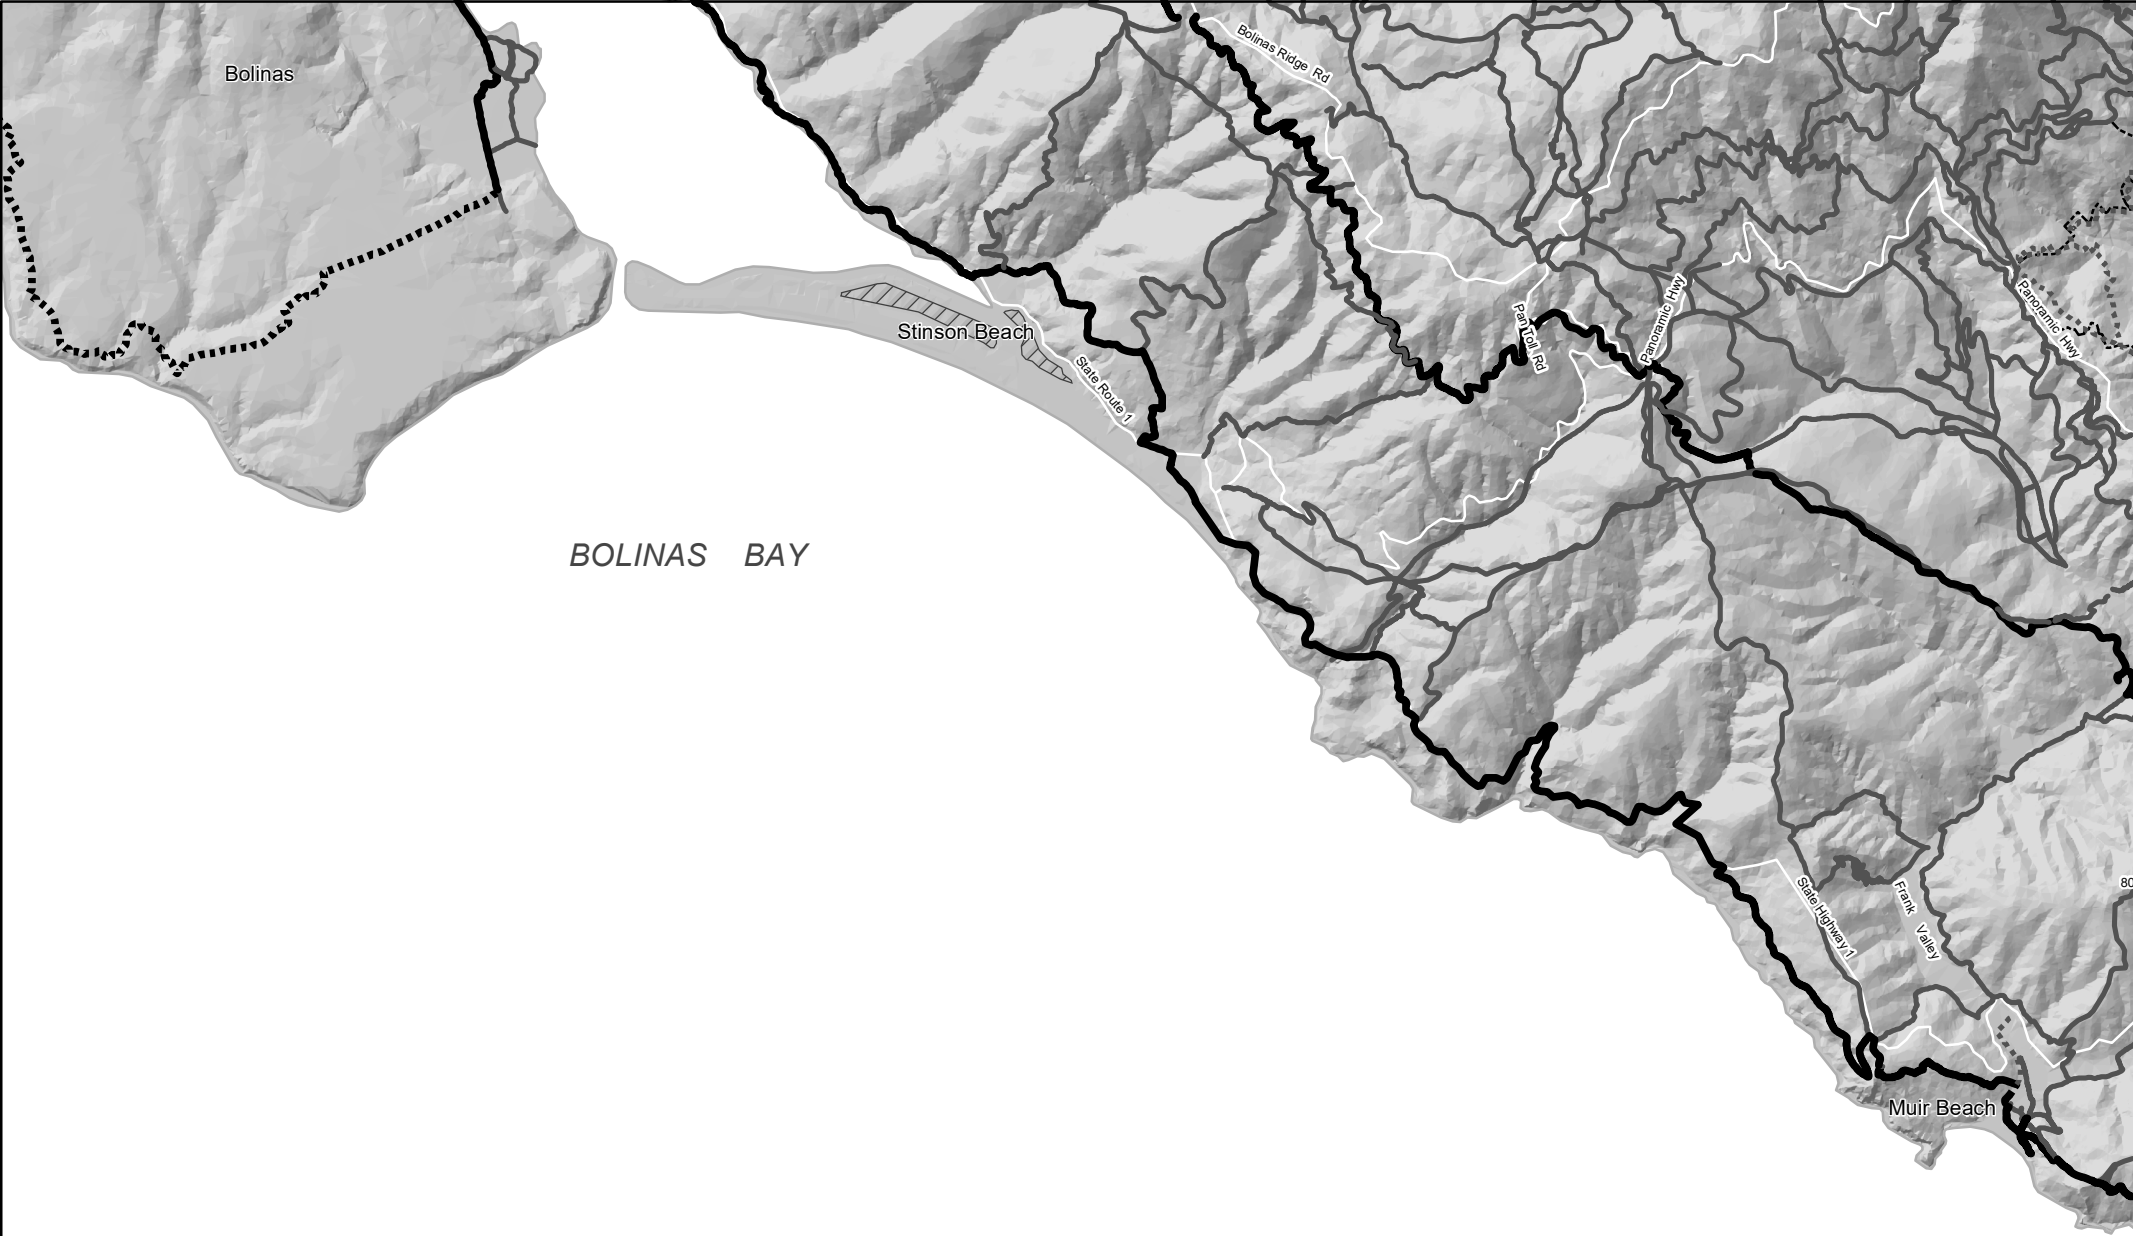 Bolinas Ridge Rd
Bolinas
Panoramic Hwy
Panoramic Hwy
Pan Toll Rd
Stinson Beach
State Route 1
BOLINAS BAY
State Highway 1
Frank Valley
80
Muir Beach